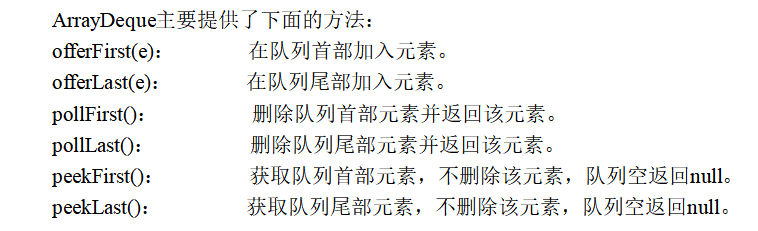 ArrayDeque主要提供了下面的方法：
offerFirst(e)： 在队列首部加入元素。
offerLast(e)： 在队列尾部加入元素。
pollFirst()： 删除队列首部元素并返回该元素。
pollLast()： 删除队列尾部元素并返回该元素。
peekFirst()： 获取队列首部元素，不删除该元素，队列空返回null。
peekLast()： 获取队列尾部元素，不删除该元素，队列空返回null。